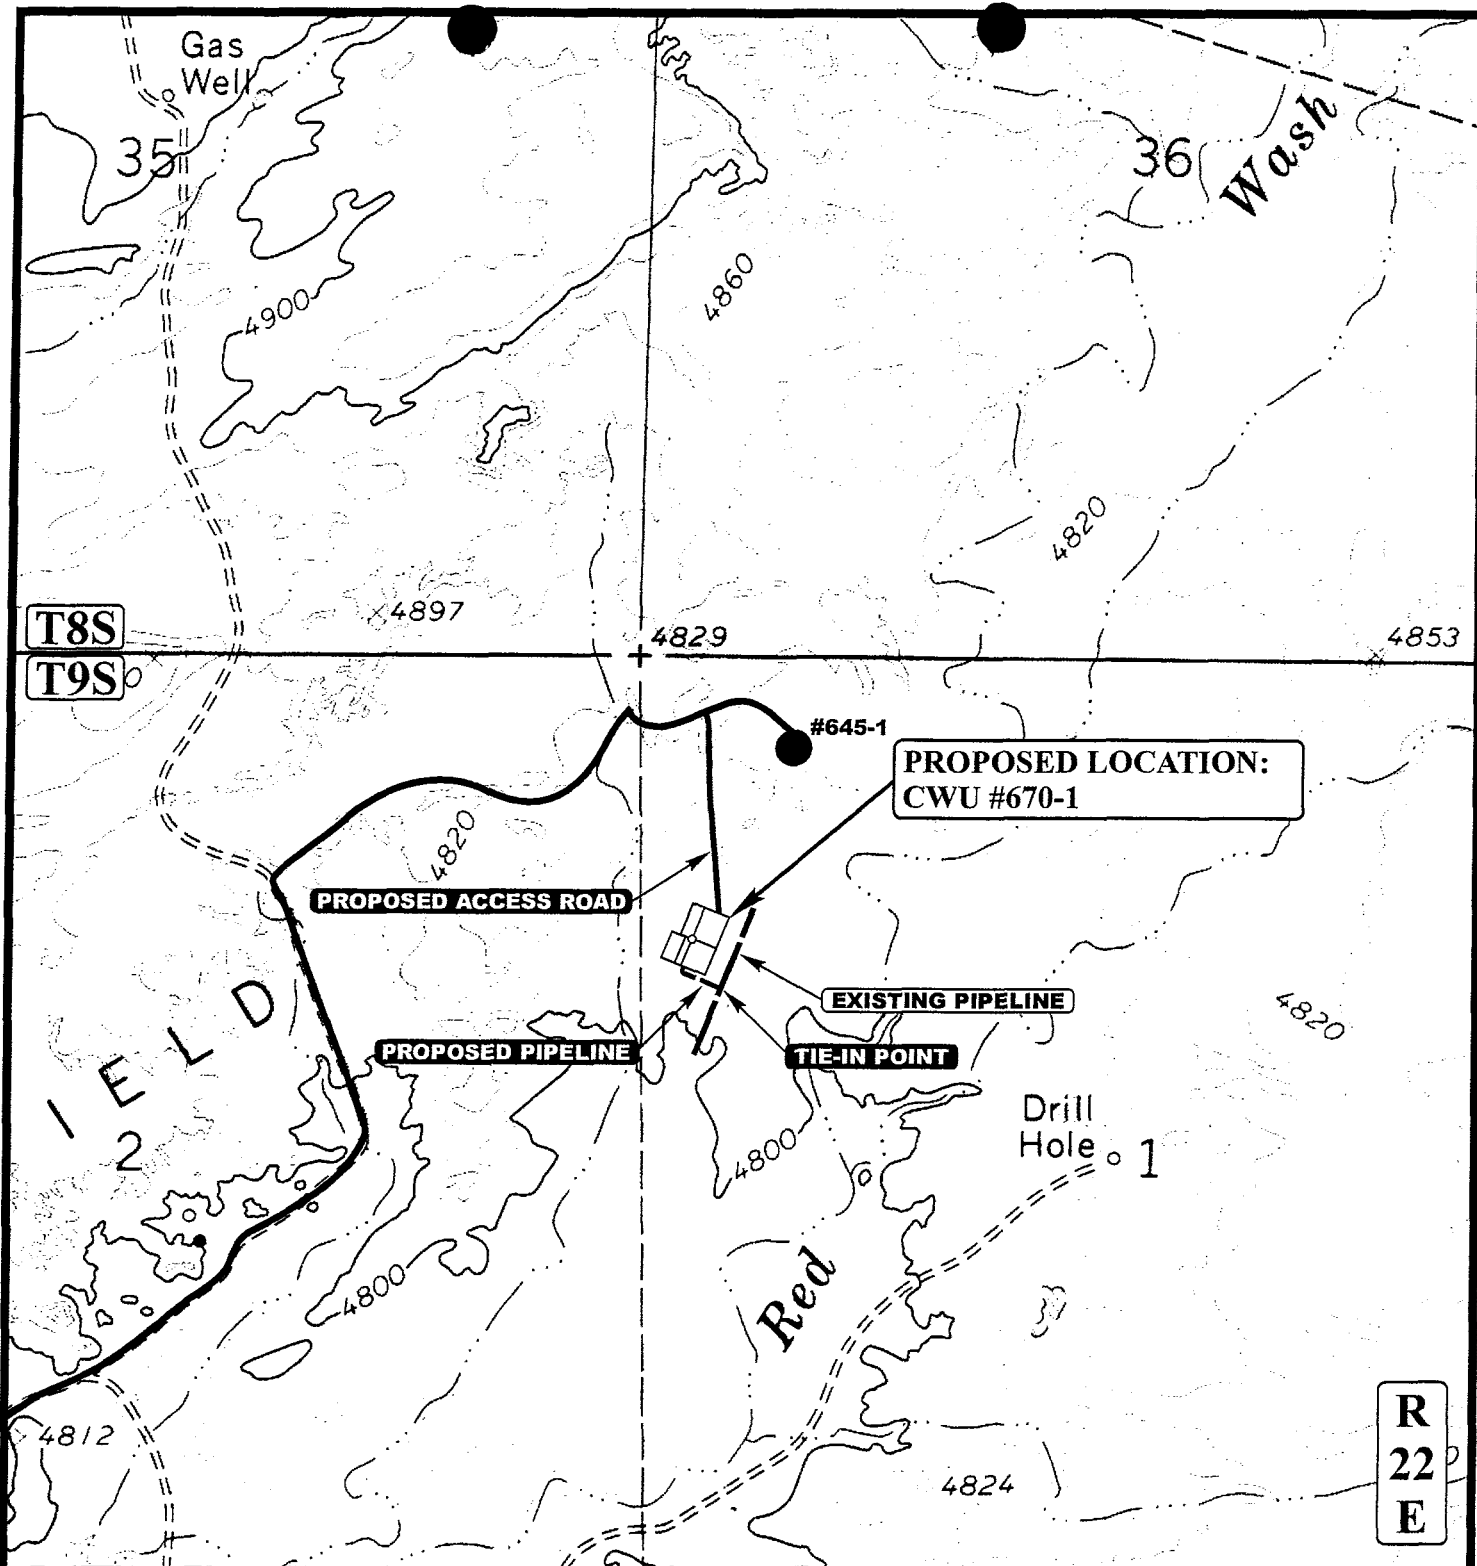 Gas
Well
35
36
Wash
4900
4860
4820
4897
T8S
4829
4853
T9S
#645-1
PROPOSED LOCATION:
CWU #670-1
4820
PROPOSED ACCESS ROAD
I E L D
EXISTING PIPELINE
4820
PROPOSED PIPELINE
TIE-IN POINT
2
Drill
Hole
1
4800
4800
Red
4812
4824
R
22
E